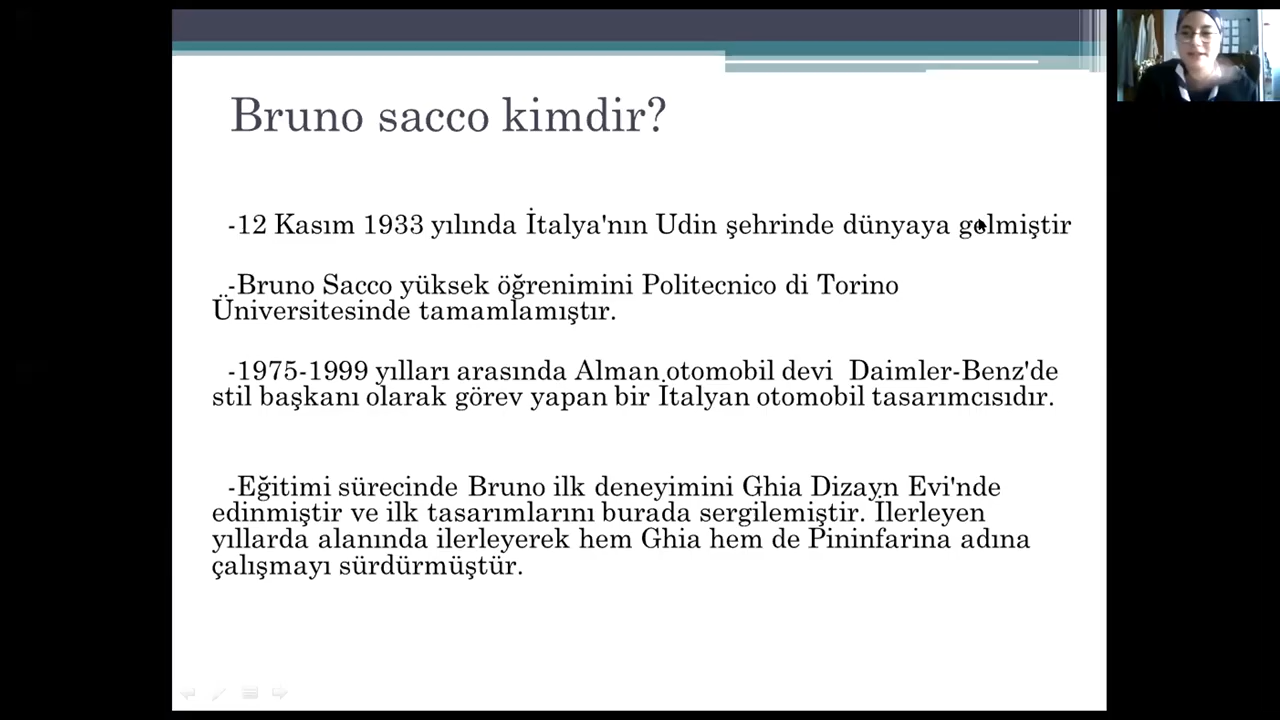 Bruno sacco kimdir?
-12 Kasım 1933 yılında İtalya'nın Udin şehrinde dünyaya gelmiştir
-Bruno Sacco yüksek öğrenimini Politecnico di Torino
Üniversitesinde tamamlamıştır.
-1975-1999 yılları arasında Alman otomobil devi  Daimler-Benz'de
stil başkanı olarak görev yapan bir İtalyan otomobil tasarımcısıdır.
-Eğitimi sürecinde Bruno ilk deneyimini Ghia Dizayn Evi'nde
edinmiştir ve ilk tasarımlarını burada sergilemiştir. İlerleyen
yıllarda alanında ilerleyerek hem Ghia hem de Pininfarina adına
çalışmayı sürdürmüştür.